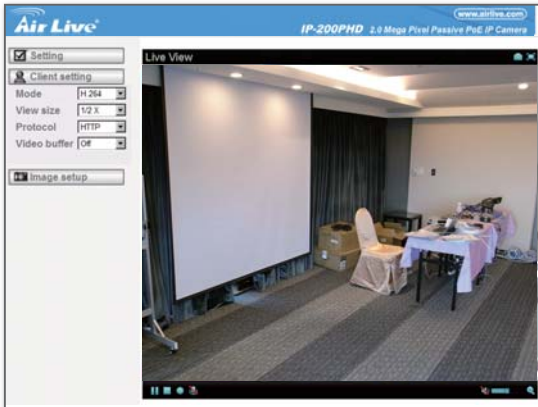 Air Live
www.airlive.com
IP-200PHD 2.0 Mega Pixel Passive PoE IP Camera
Setting
Client setting
Mode H.264
View size 1/2 X
Protocol HTTP
Video buffer Off
Image setup
Live View